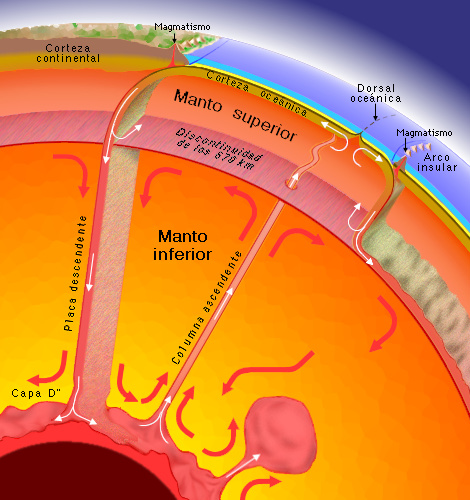 Magmatismo
Corteza
continental
Corteza oceánica
Dorsal
oceánica
Manto superior
Magmatismo
Discontinuidad
de los 670 km
Arco
insular
Manto
inferior
Placa descendente
Columna ascendente
Capa D"